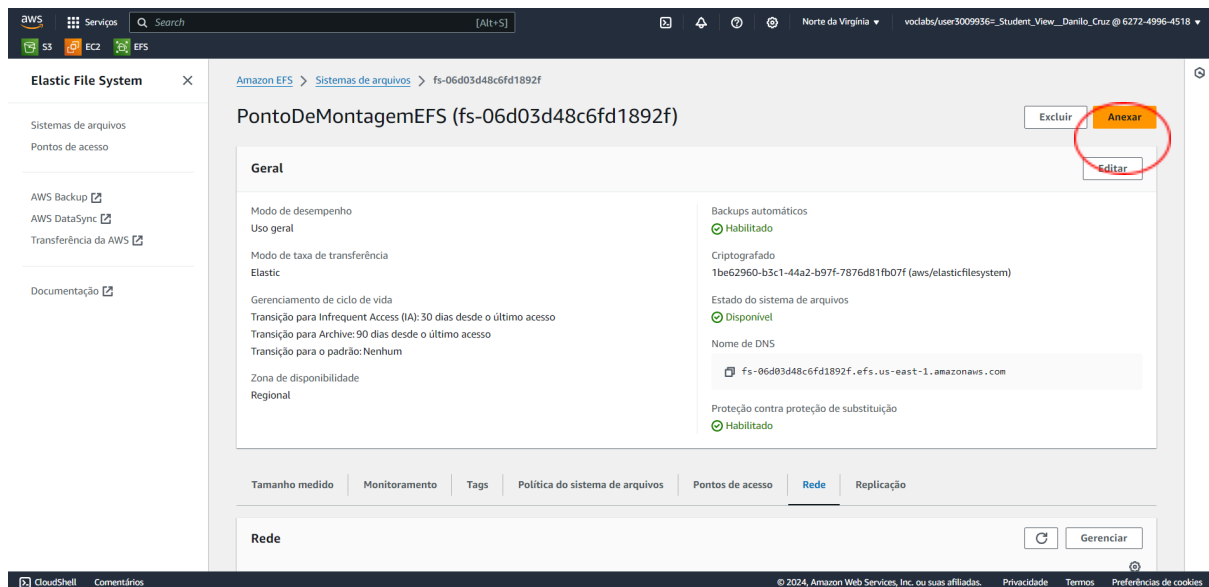 aws Serviços Search [Alt+S] Norte da Virgínia voclabs/user3009936=_Student_View__Danilo_Cruz @ 6272-4996-4518
S3 EC2 EFS
Elastic File System
Sistemas de arquivos
Pontos de acesso
AWS Backup
AWS DataSync
Transferência da AWS
Documentação
Amazon EFS Sistemas de arquivos fs-06d03d48c6fd1892f
PontoDeMontagemEFS (fs-06d03d48c6fd1892f)
Excluir Anexar
Geral
Editar
Modo de desempenho
Uso geral
Modo de taxa de transferência
Elastic
Gerenciamento de ciclo de vida
Transição para Infrequent Access (IA): 30 dias desde o último acesso
Transição para Archive: 90 dias desde o último acesso
Transição para o padrão: Nenhum
Zona de disponibilidade
Regional
Backups automáticos
Habilitado
Criptografado
1be62960-b3c1-44a2-b97f-7876d81fb07f (aws/elasticfilesystem)
Estado do sistema de arquivos
Disponível
Nome de DNS
fs-06d03d48c6fd1892f.efs.us-east-1.amazonaws.com
Proteção contra proteção de substituição
Habilitado
Tamanho medido Monitoramento Tags Política do sistema de arquivos Pontos de acesso Rede Replicação
Rede
Gerenciar
CloudShell Comentários © 2024, Amazon Web Services, Inc. ou suas afiliadas. Privacidade Termos Preferências de cookies